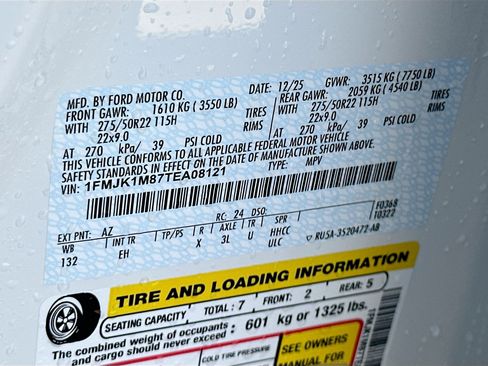 MFD. BY FORD MOTOR CO.
DATE: 12/25 GVWR: 3515 KG (7750 LB)
FRONT GAWR: 1610 KG (3550 LB)
REAR GAWR: 2059 KG (4540 LB)
WITH 275/50R22 115H TIRES
275/50R22 115H TIRES
22x9.0 RIMS
22x9.0 RIMS
AT 270 kPa/ 39 PSI COLD
AT 270 kPa/ 39 PSI COLD
THIS VEHICLE CONFORMS TO ALL APPLICABLE FEDERAL MOTOR VEHICLE
SAFETY STANDARDS IN EFFECT ON THE DATE OF MANUFACTURE SHOWN ABOVE.
VIN: 1FMJK1M87TEA08121
TYPE: MPV
F0368
T0322
EXT PNT: AZ RC: 24 DSO:
WB INT TR TP/PS R AXLE TR SPR
132 EH X 3L U HHCC
ULC
RU5A-3520472-AB
TIRE AND LOADING INFORMATION
SEATING CAPACITY TOTAL: 7 FRONT: 2 REAR: 5
The combined weight of occupants
and cargo should never exceed: 601 kg or 1325 lbs.
COLD TIRE PRESSURE
SEE OWNERS
MANUAL FOR